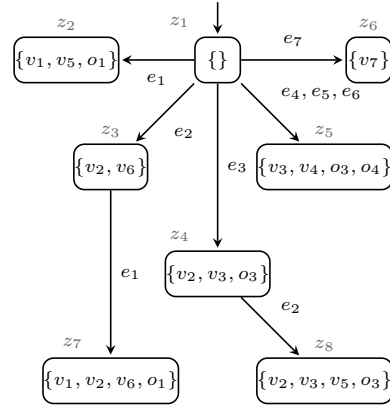 z₂ z₁ z₆
{v₁, v₅, o₁} e₁ {} e₇ {v₇}
e₄, e₅, e₆
z₃ e₂ z₅
{v₂, v₆} e₃ {v₃, v₄, o₃, o₄}
z₄
e₁ {v₂, v₃, o₃}
e₂
z₇ z₈
{v₁, v₂, v₆, o₁} {v₂, v₃, v₅, o₃}